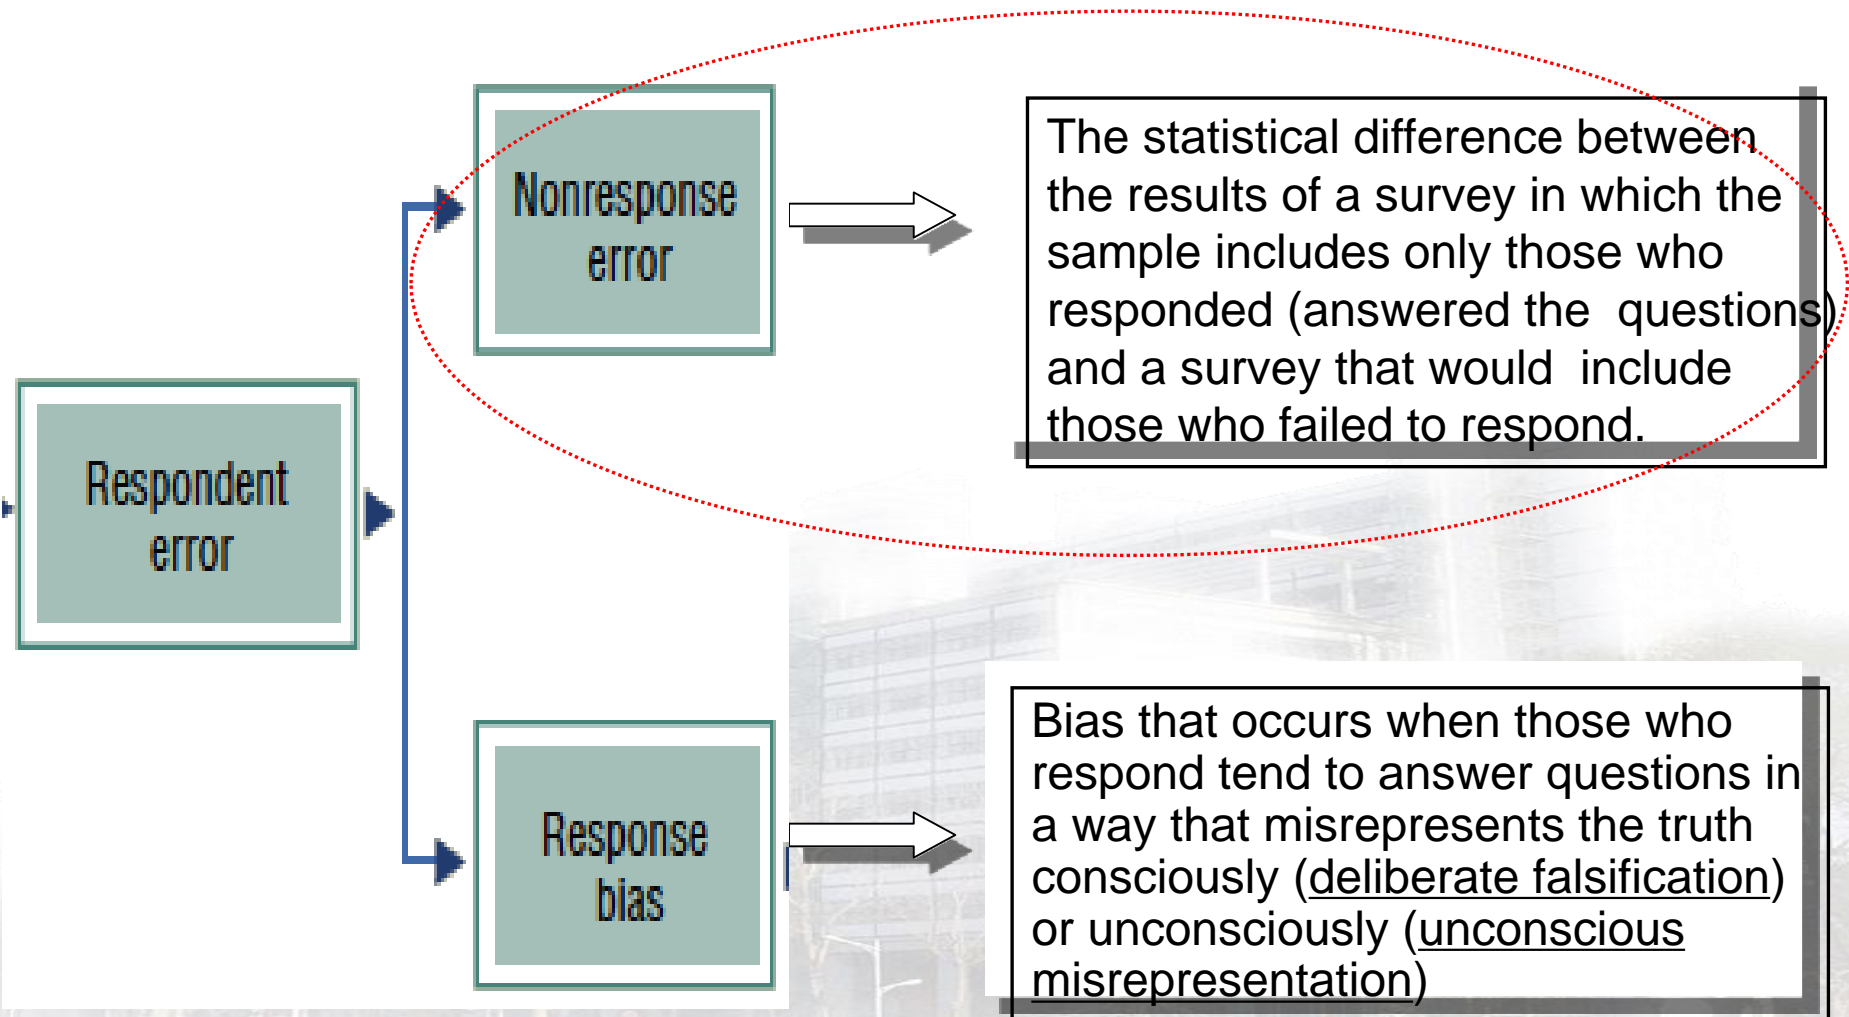 Nonresponse
error
The statistical difference between
the results of a survey in which the
sample includes only those who
responded (answered the  questions)
and a survey that would  include
those who failed to respond.
Respondent
error
Response
bias
Bias that occurs when those who
respond tend to answer questions in
a way that misrepresents the truth
consciously (deliberate falsification)
or unconsciously (unconscious
misrepresentation)